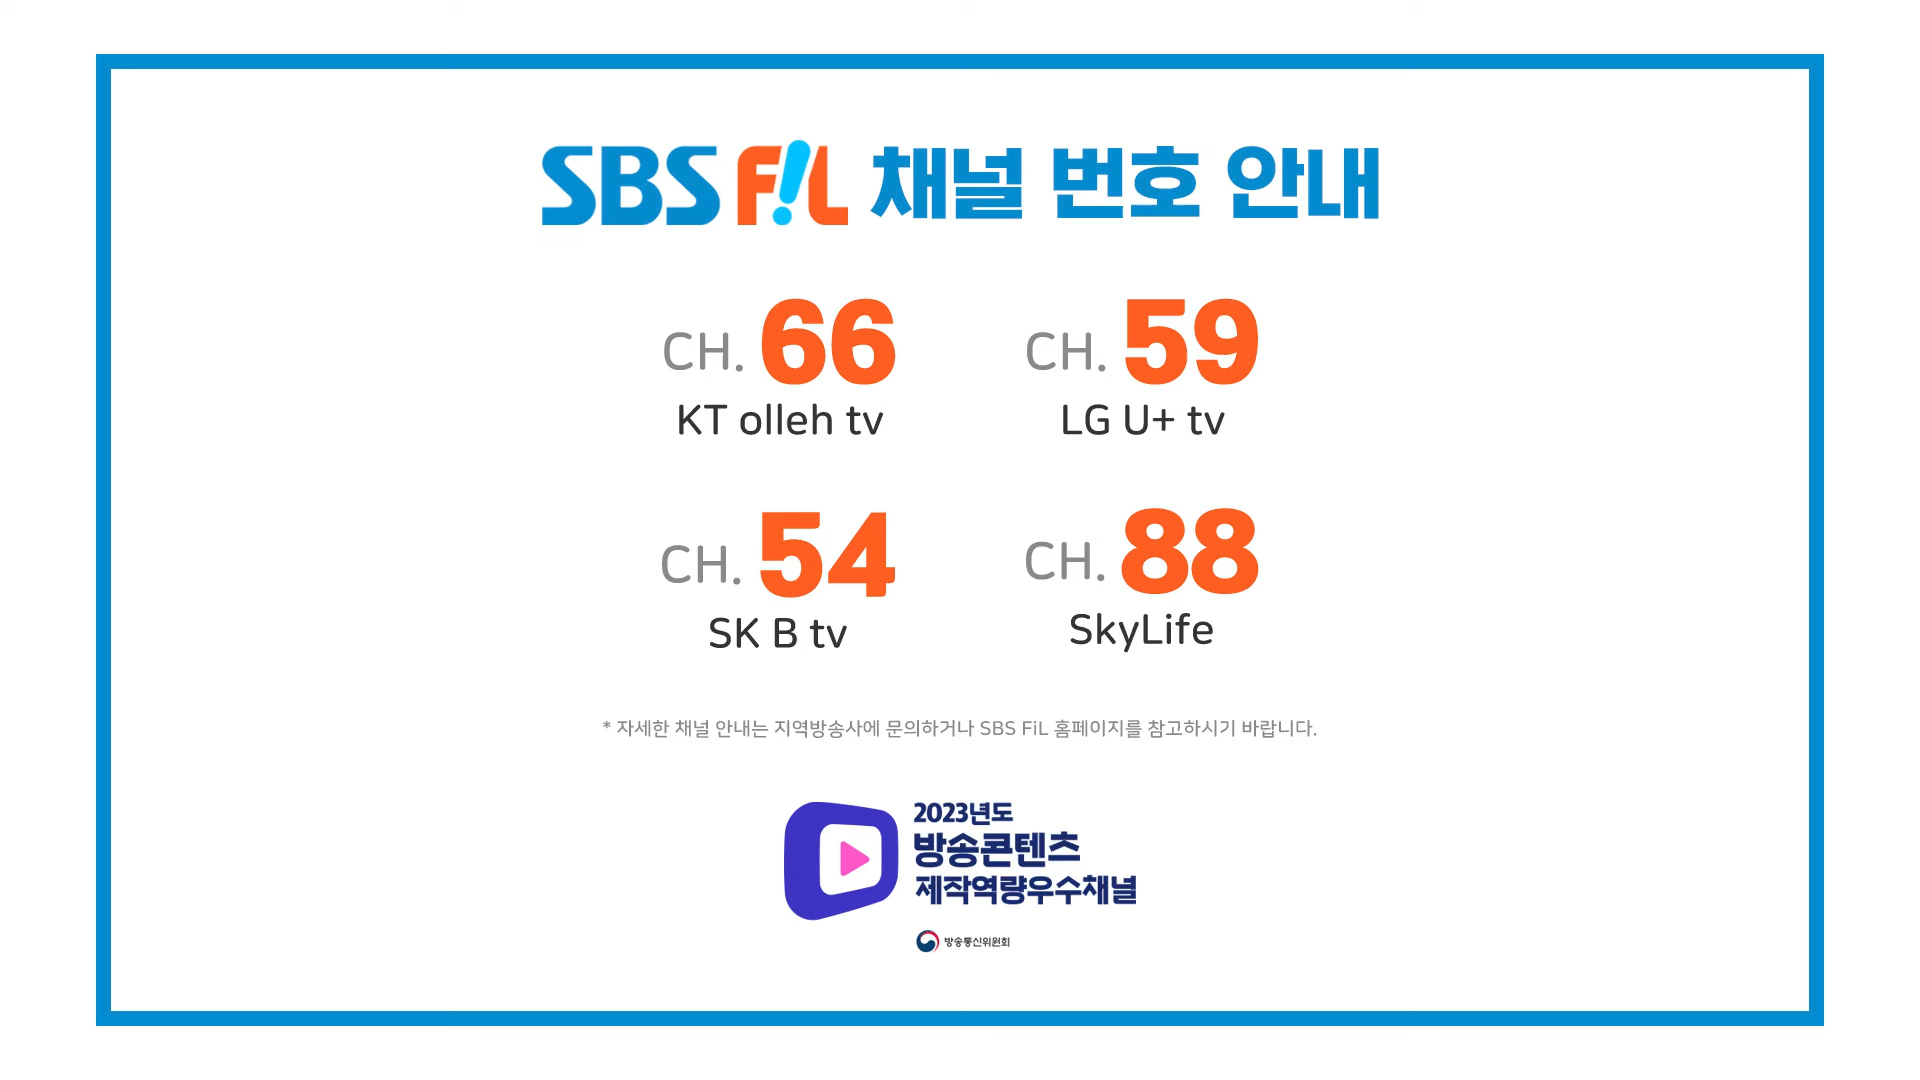 SBS F!L 채널 번호 안내
CH. 66
KT olleh tv
CH. 59
LG U+ tv
CH. 54
SK B tv
CH. 88
SkyLife
* 자세한 채널 안내는 지역방송사에 문의하거나 SBS FiL 홈페이지를 참고하시기 바랍니다.
2023년도
방송콘텐츠
제작역량우수채널
방송통신위원회